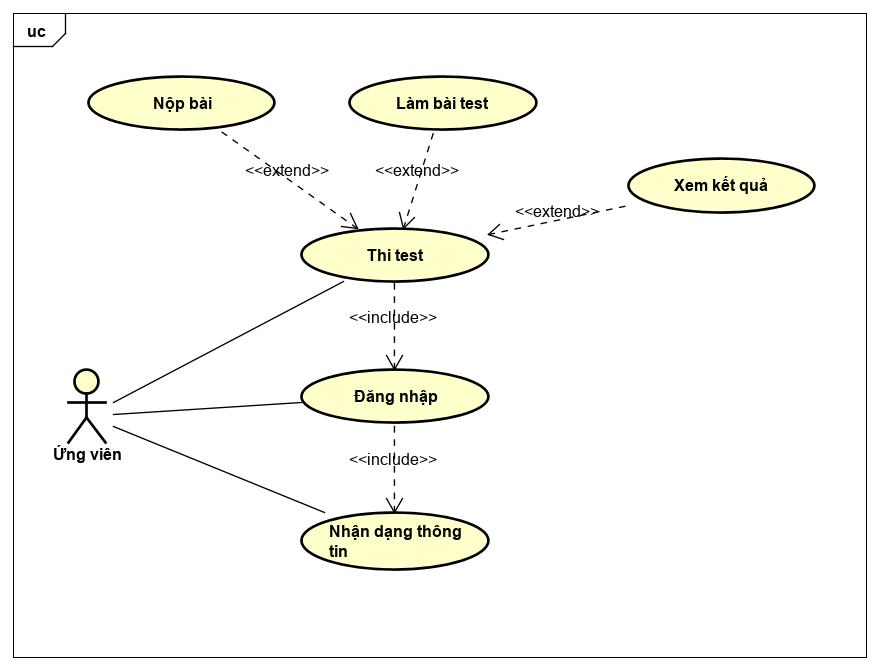 uc
Nộp bài
Làm bài test
<<extend>>
<<extend>>
Xem kết quả
<<extend>>
Thi test
<<include>>
Đăng nhập
Ứng viên
<<include>>
Nhận dạng thông
tin